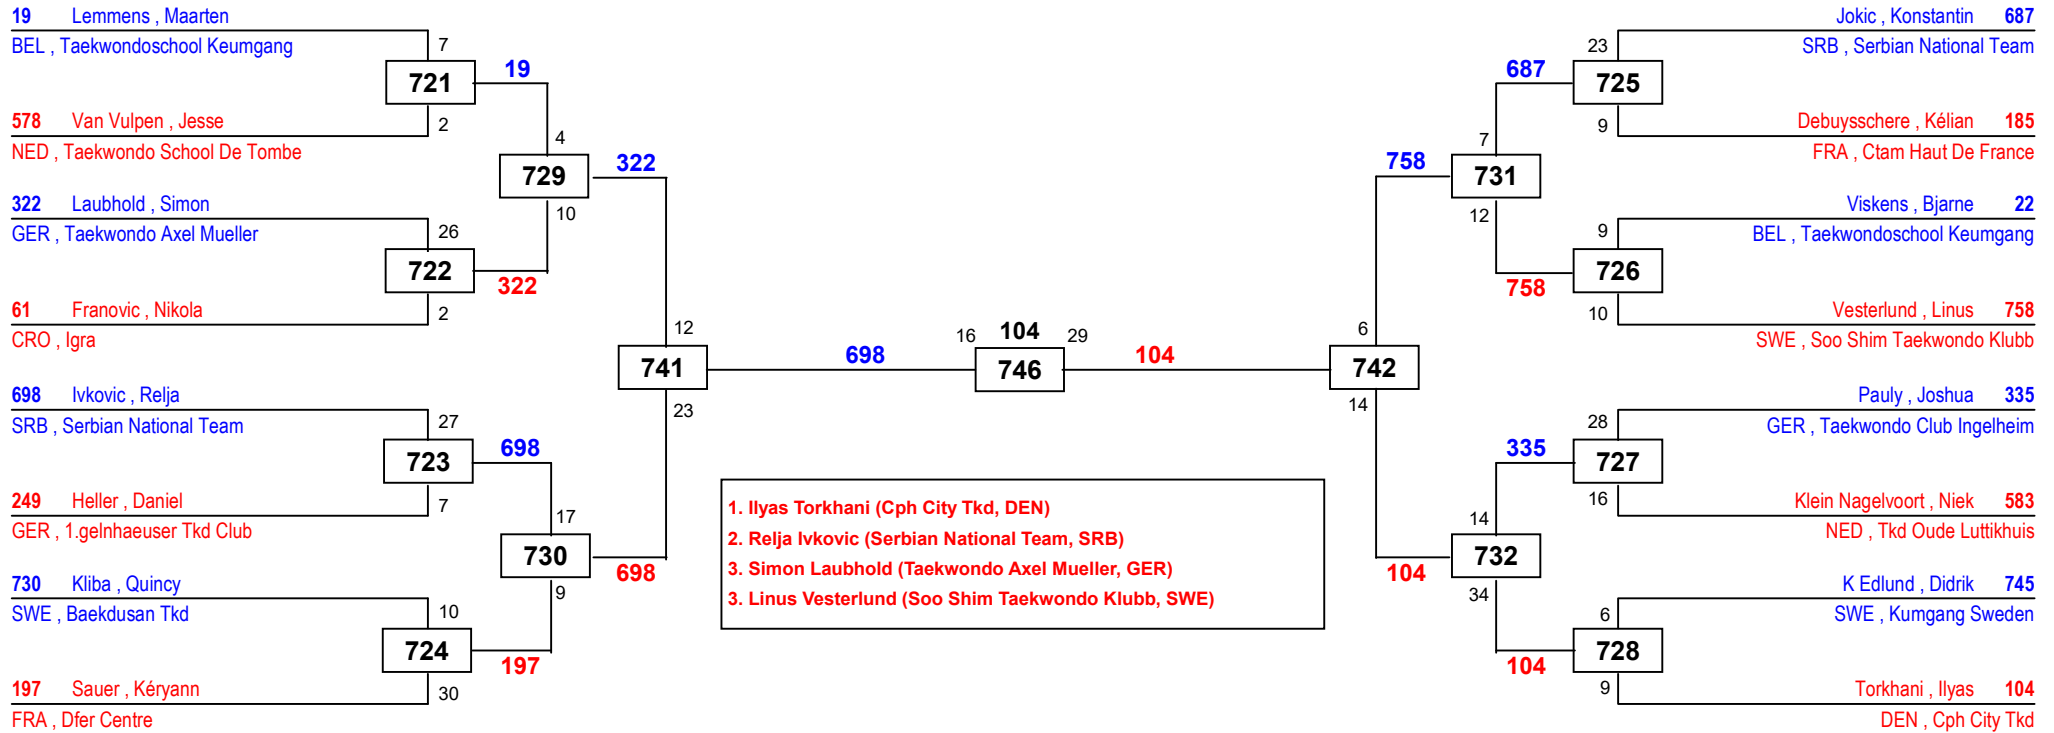 19 Lemmens , Maarten
BEL , Taekwondoschool Keumgang
7
721
19
2
578 Van Vulpen , Jesse
NED , Taekwondo School De Tombe
4
729
322
10
322 Laubhold , Simon
GER , Taekwondo Axel Mueller
26
722
322
2
61 Franovic , Nikola
CRO , Igra
12
741
698
23
698 Ivkovic , Relja
SRB , Serbian National Team
27
723
698
7
249 Heller , Daniel
GER , 1.gelnhaeuser Tkd Club
17
730
698
9
730 Kliba , Quincy
SWE , Baekdusan Tkd
10
724
197
30
197 Sauer , Kéryann
FRA , Dfer Centre
16 104 29
746
104
1. Ilyas Torkhani (Cph City Tkd, DEN)
2. Relja Ivkovic (Serbian National Team, SRB)
3. Simon Laubhold (Taekwondo Axel Mueller, GER)
3. Linus Vesterlund (Soo Shim Taekwondo Klubb, SWE)
Jokic , Konstantin 687
SRB , Serbian National Team
23
687
725
9
Debuysschere , Kélian 185
FRA , Ctam Haut De France
7
758
731
12
Viskens , Bjarne 22
BEL , Taekwondoschool Keumgang
9
726
758
10
Vesterlund , Linus 758
SWE , Soo Shim Taekwondo Klubb
6
742
14
Pauly , Joshua 335
GER , Taekwondo Club Ingelheim
28
335
727
16
Klein Nagelvoort , Niek 583
NED , Tkd Oude Luttikhuis
14
732
104
34
K Edlund , Didrik 745
SWE , Kumgang Sweden
6
728
104
9
Torkhani , Ilyas 104
DEN , Cph City Tkd